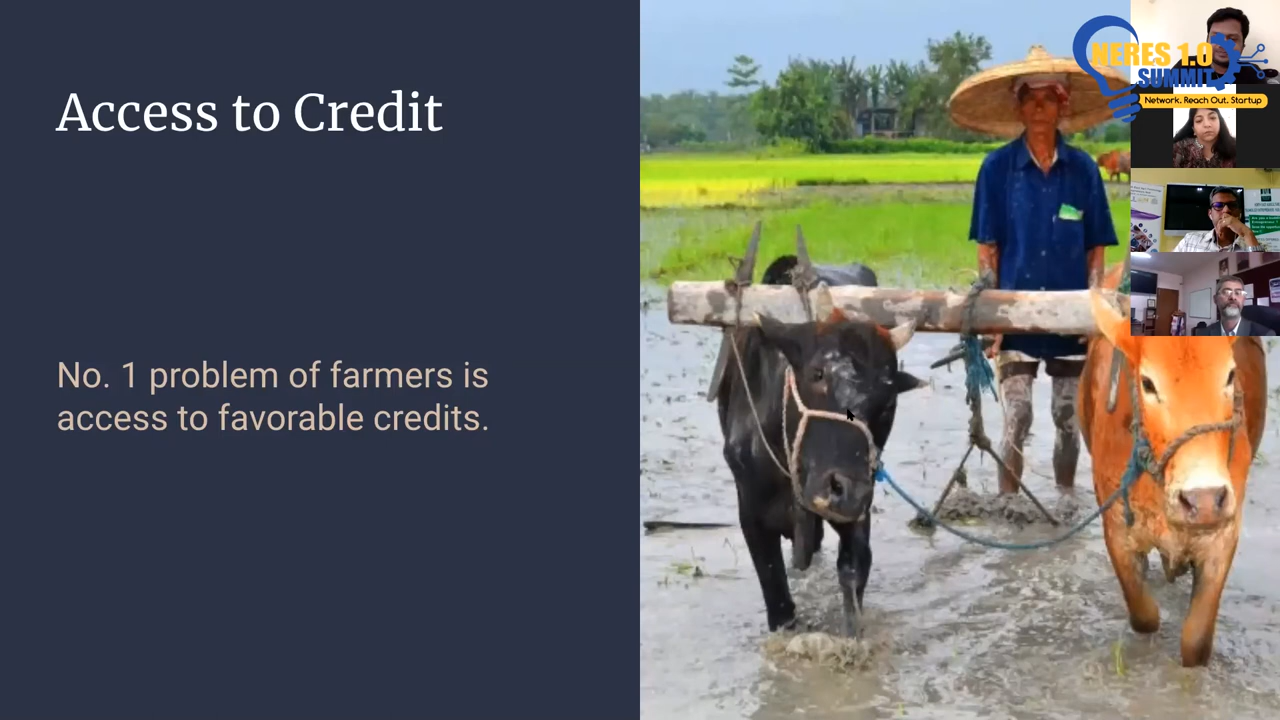 Access to Credit
No. 1 problem of farmers is
access to favorable credits.
NERES 1.0
SUMMIT
Network. Reach Out. Startup